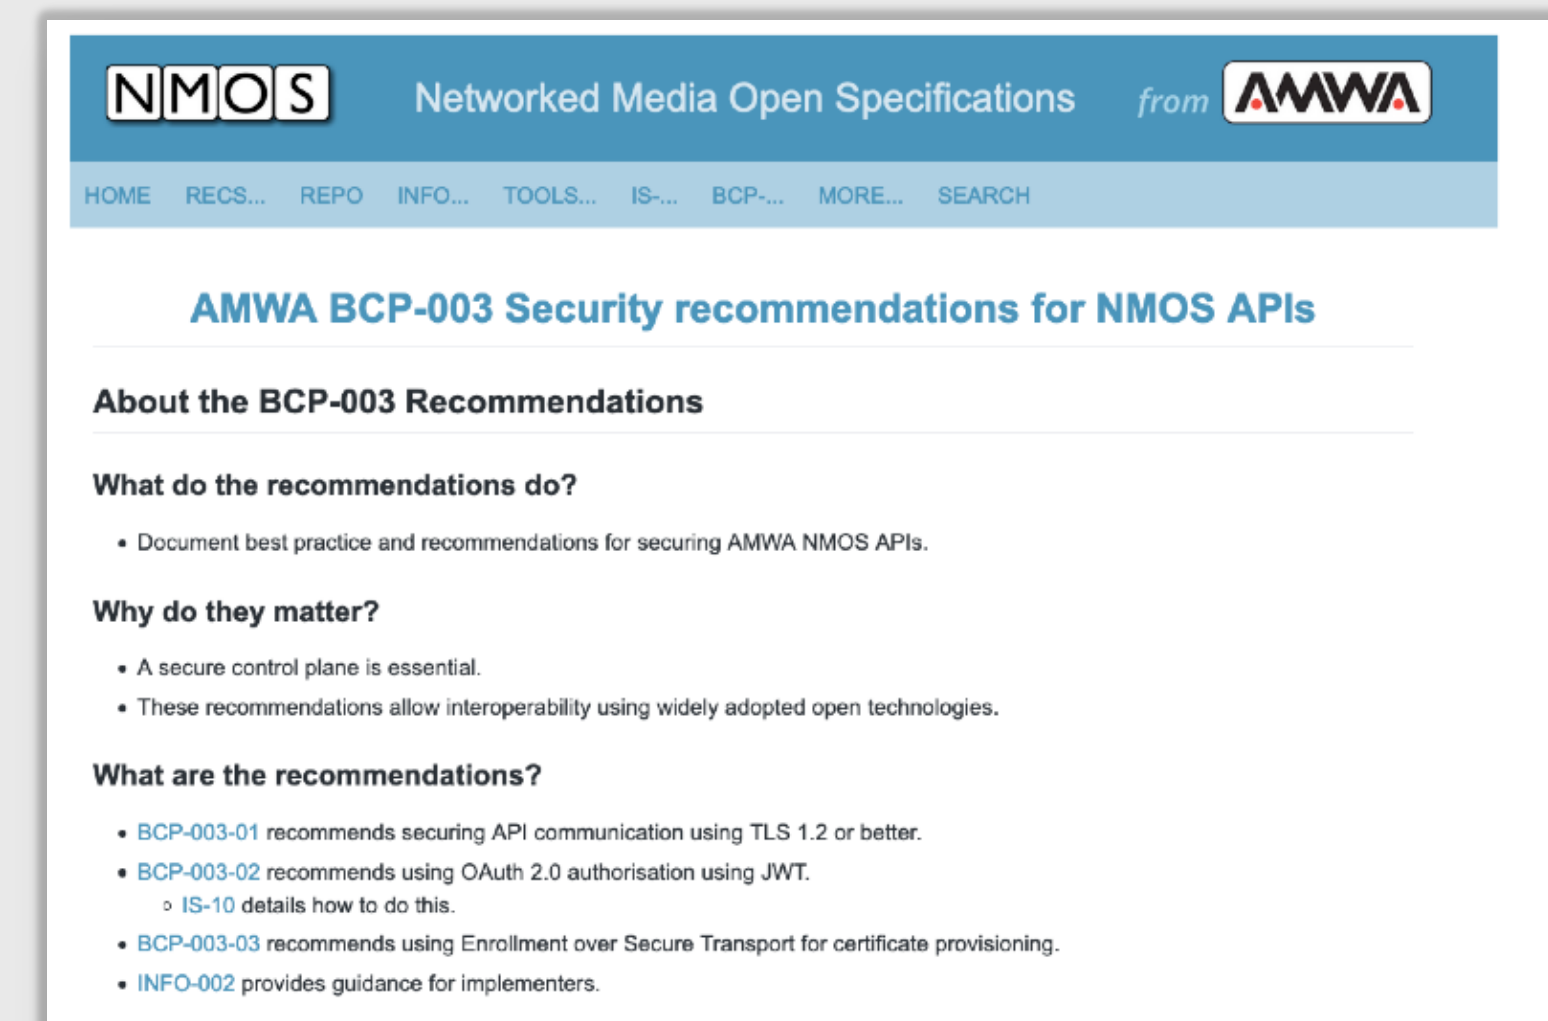 NMOS Networked Media Open Specifications from AMWA
HOME RECS... REPO INFO... TOOLS... IS-... BCP-... MORE... SEARCH
AMWA BCP-003 Security recommendations for NMOS APIs
About the BCP-003 Recommendations
What do the recommendations do?
• Document best practice and recommendations for securing AMWA NMOS APIs.
Why do they matter?
• A secure control plane is essential.
• These recommendations allow interoperability using widely adopted open technologies.
What are the recommendations?
• BCP-003-01 recommends securing API communication using TLS 1.2 or better.
• BCP-003-02 recommends using OAuth 2.0 authorisation using JWT.
◦ IS-10 details how to do this.
• BCP-003-03 recommends using Enrollment over Secure Transport for certificate provisioning.
• INFO-002 provides guidance for implementers.